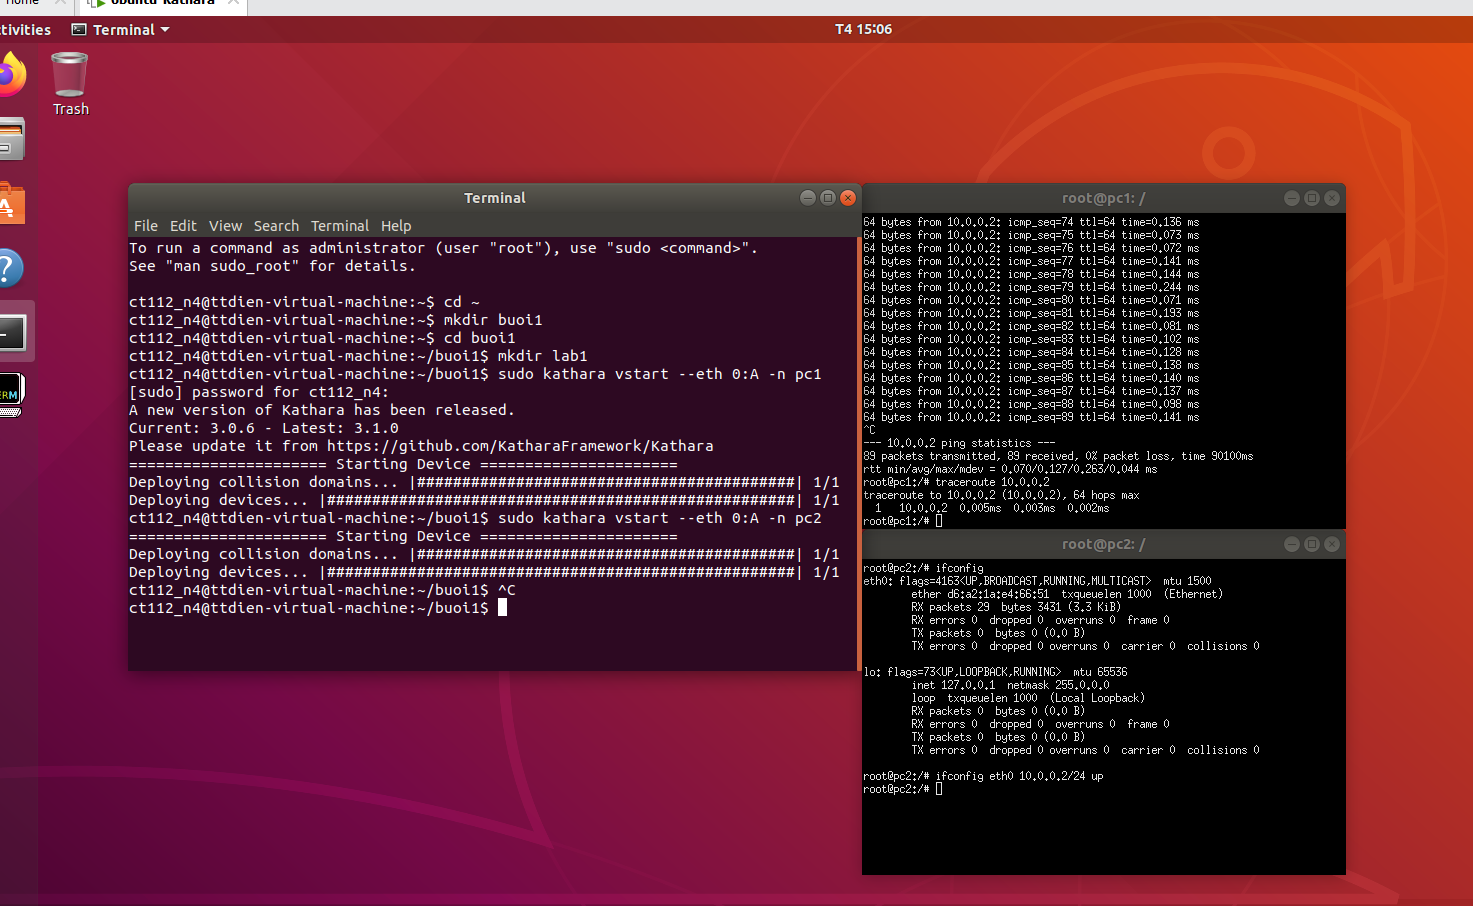 Home
Ubuntu Kathara
ctivities
Terminal
T4 15:06
Trash
Terminal
File Edit View Search Terminal Help
To run a command as administrator (user "root"), use "sudo <command>".
See "man sudo_root" for details.
ct112_n4@ttdien-virtual-machine:~$ cd ~
ct112_n4@ttdien-virtual-machine:~$ mkdir buoi1
ct112_n4@ttdien-virtual-machine:~$ cd buoi1
ct112_n4@ttdien-virtual-machine:~/buoi1$ mkdir lab1
ct112_n4@ttdien-virtual-machine:~/buoi1$ sudo kathara vstart --eth 0:A -n pc1
[sudo] password for ct112_n4:
A new version of Kathara has been released.
Current: 3.0.6 - Latest: 3.1.0
Please update it from https://github.com/KatharaFramework/Kathara
====================== Starting Device ======================
Deploying collision domains... |##########################################| 1/1
Deploying devices... |####################################################| 1/1
ct112_n4@ttdien-virtual-machine:~/buoi1$ sudo kathara vstart --eth 0:A -n pc2
====================== Starting Device ======================
Deploying collision domains... |##########################################| 1/1
Deploying devices... |####################################################| 1/1
ct112_n4@ttdien-virtual-machine:~/buoi1$ ^C
ct112_n4@ttdien-virtual-machine:~/buoi1$
root@pc1: /
64 bytes from 10.0.0.2: icmp_seq=74 ttl=64 time=0.136 ms
64 bytes from 10.0.0.2: icmp_seq=75 ttl=64 time=0.073 ms
64 bytes from 10.0.0.2: icmp_seq=76 ttl=64 time=0.072 ms
64 bytes from 10.0.0.2: icmp_seq=77 ttl=64 time=0.141 ms
64 bytes from 10.0.0.2: icmp_seq=78 ttl=64 time=0.144 ms
64 bytes from 10.0.0.2: icmp_seq=79 ttl=64 time=0.244 ms
64 bytes from 10.0.0.2: icmp_seq=80 ttl=64 time=0.071 ms
64 bytes from 10.0.0.2: icmp_seq=81 ttl=64 time=0.193 ms
64 bytes from 10.0.0.2: icmp_seq=82 ttl=64 time=0.081 ms
64 bytes from 10.0.0.2: icmp_seq=83 ttl=64 time=0.102 ms
64 bytes from 10.0.0.2: icmp_seq=84 ttl=64 time=0.128 ms
64 bytes from 10.0.0.2: icmp_seq=85 ttl=64 time=0.138 ms
64 bytes from 10.0.0.2: icmp_seq=86 ttl=64 time=0.140 ms
64 bytes from 10.0.0.2: icmp_seq=87 ttl=64 time=0.137 ms
64 bytes from 10.0.0.2: icmp_seq=88 ttl=64 time=0.098 ms
64 bytes from 10.0.0.2: icmp_seq=89 ttl=64 time=0.141 ms
^C
--- 10.0.0.2 ping statistics ---
89 packets transmitted, 89 received, 0% packet loss, time 90100ms
rtt min/avg/max/mdev = 0.070/0.127/0.263/0.044 ms
root@pc1:/# traceroute 10.0.0.2
traceroute to 10.0.0.2 (10.0.0.2), 64 hops max
1 10.0.0.2 0.005ms 0.003ms 0.002ms
root@pc1:/#
root@pc2: /
root@pc2:/# ifconfig
eth0: flags=4163<UP,BROADCAST,RUNNING,MULTICAST> mtu 1500
ether d6:a2:1a:e4:66:51 txqueuelen 1000 (Ethernet)
RX packets 29 bytes 3431 (3.3 KiB)
RX errors 0 dropped 0 overruns 0 frame 0
TX packets 0 bytes 0 (0.0 B)
TX errors 0 dropped 0 overruns 0 carrier 0 collisions 0
lo: flags=73<UP,LOOPBACK,RUNNING> mtu 65536
inet 127.0.0.1 netmask 255.0.0.0
loop txqueuelen 1000 (Local Loopback)
RX packets 0 bytes 0 (0.0 B)
RX errors 0 dropped 0 overruns 0 frame 0
TX packets 0 bytes 0 (0.0 B)
TX errors 0 dropped 0 overruns 0 carrier 0 collisions 0
root@pc2:/# ifconfig eth0 10.0.0.2/24 up
root@pc2:/#